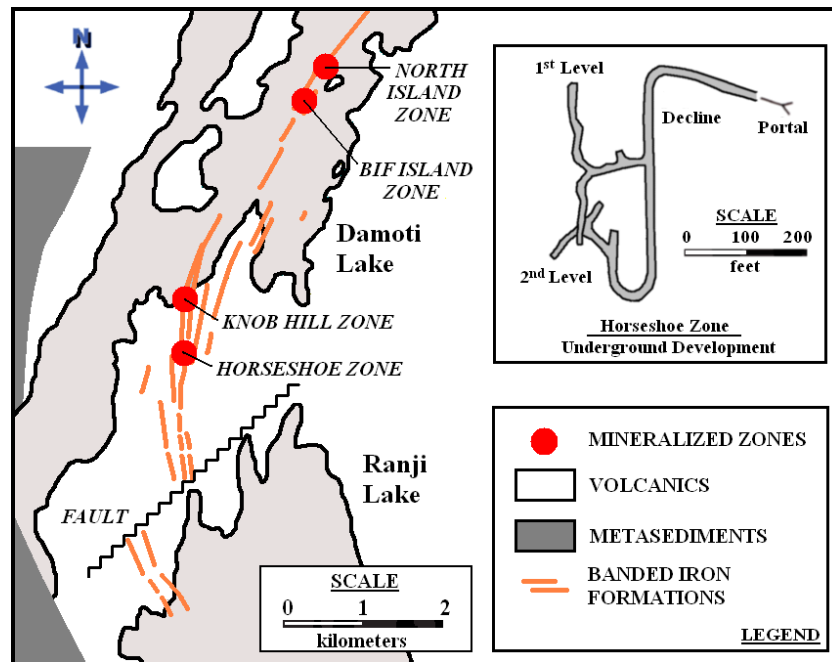 N
NORTH
ISLAND
ZONE
BIF ISLAND
ZONE
Damoti
Lake
KNOB HILL ZONE
HORSESHOE ZONE
Ranji
Lake
FAULT
SCALE
0 1 2
kilometers
1st Level
Decline
Portal
SCALE
0 100 200
feet
2nd Level
Horseshoe Zone
Underground Development
MINERALIZED ZONES
VOLCANICS
METASEDIMENTS
BANDED IRON
FORMATIONS
LEGEND